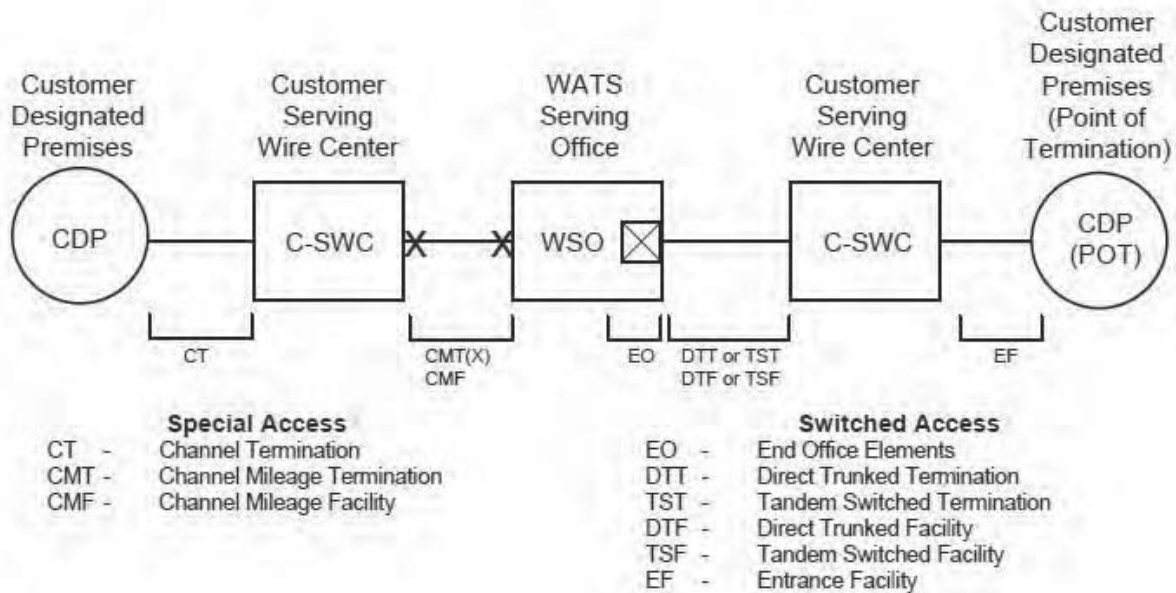 Customer
Designated
Premises
Customer
Serving
Wire Center
WATS
Serving
Office
Customer
Serving
Wire Center
Customer
Designated
Premises
(Point of
Termination)
CDP
C-SWC
X
X
WSO
C-SWC
CDP
(POT)
CT
CMT(X)
CMF
EO
DTT or TST
DTF or TSF
EF
Special Access
CT - Channel Termination
CMT - Channel Mileage Termination
CMF - Channel Mileage Facility
Switched Access
EO - End Office Elements
DTT - Direct Trunked Termination
TST - Tandem Switched Termination
DTF - Direct Trunked Facility
TSF - Tandem Switched Facility
EF - Entrance Facility